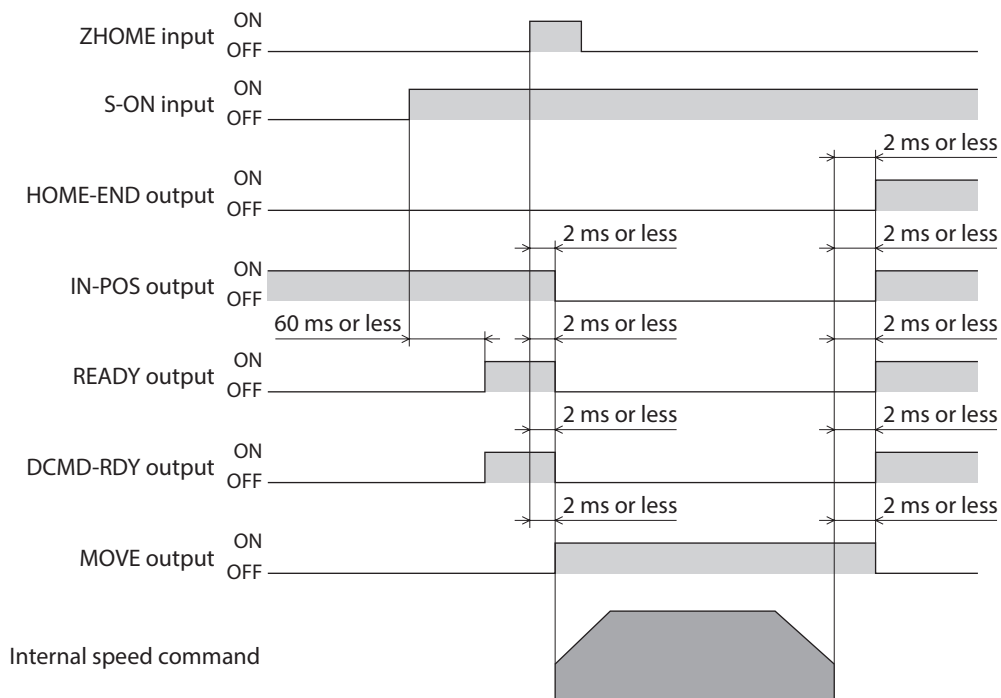 ON
ZHOME input
OFF
ON
S-ON input
OFF
2 ms or less
ON
HOME-END output
OFF
2 ms or less 2 ms or less
ON
IN-POS output
OFF
60 ms or less 2 ms or less 2 ms or less
ON
READY output
OFF
2 ms or less 2 ms or less
ON
DCMD-RDY output
OFF
2 ms or less 2 ms or less
ON
MOVE output
OFF
Internal speed command